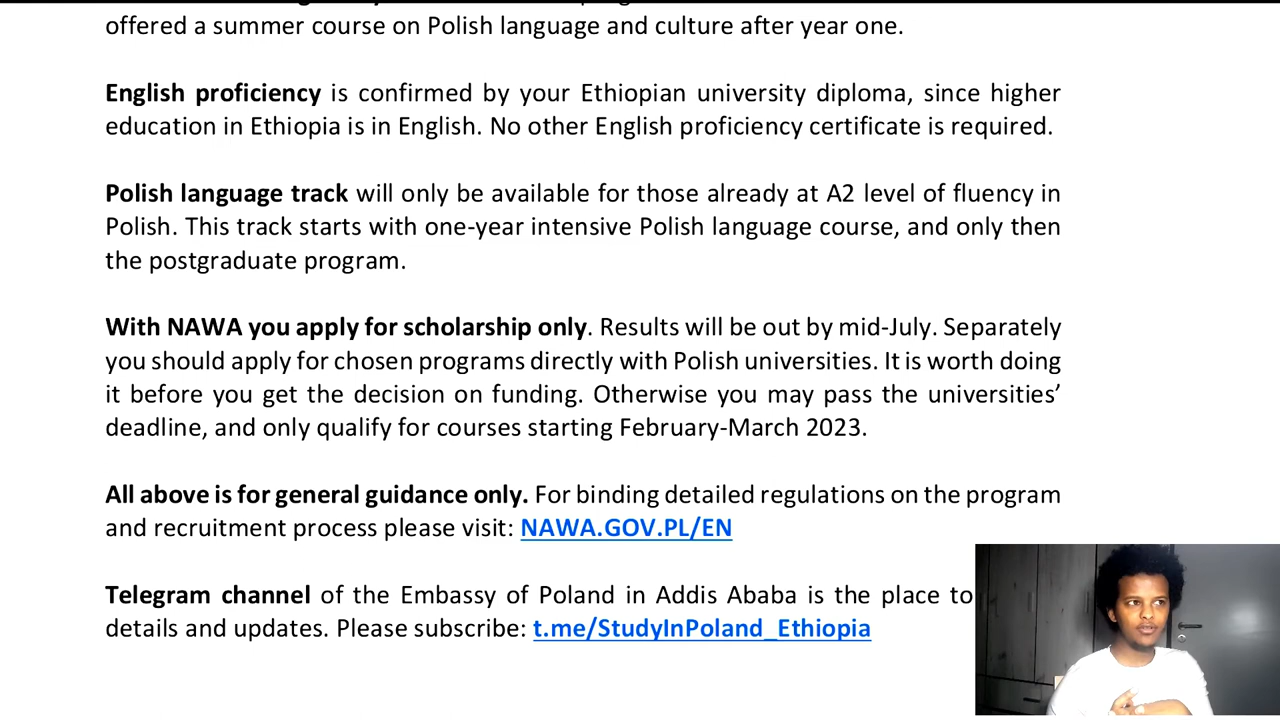 offered a summer course on Polish language and culture after year one.
English proficiency is confirmed by your Ethiopian university diploma, since higher
education in Ethiopia is in English. No other English proficiency certificate is required.
Polish language track will only be available for those already at A2 level of fluency in
Polish. This track starts with one-year intensive Polish language course, and only then
the postgraduate program.
With NAWA you apply for scholarship only. Results will be out by mid-July. Separately
you should apply for chosen programs directly with Polish universities. It is worth doing
it before you get the decision on funding. Otherwise you may pass the universities’
deadline, and only qualify for courses starting February-March 2023.
All above is for general guidance only. For binding detailed regulations on the program
and recruitment process please visit: NAWA.GOV.PL/EN
Telegram channel of the Embassy of Poland in Addis Ababa is the place to
details and updates. Please subscribe: t.me/StudyInPoland_Ethiopia